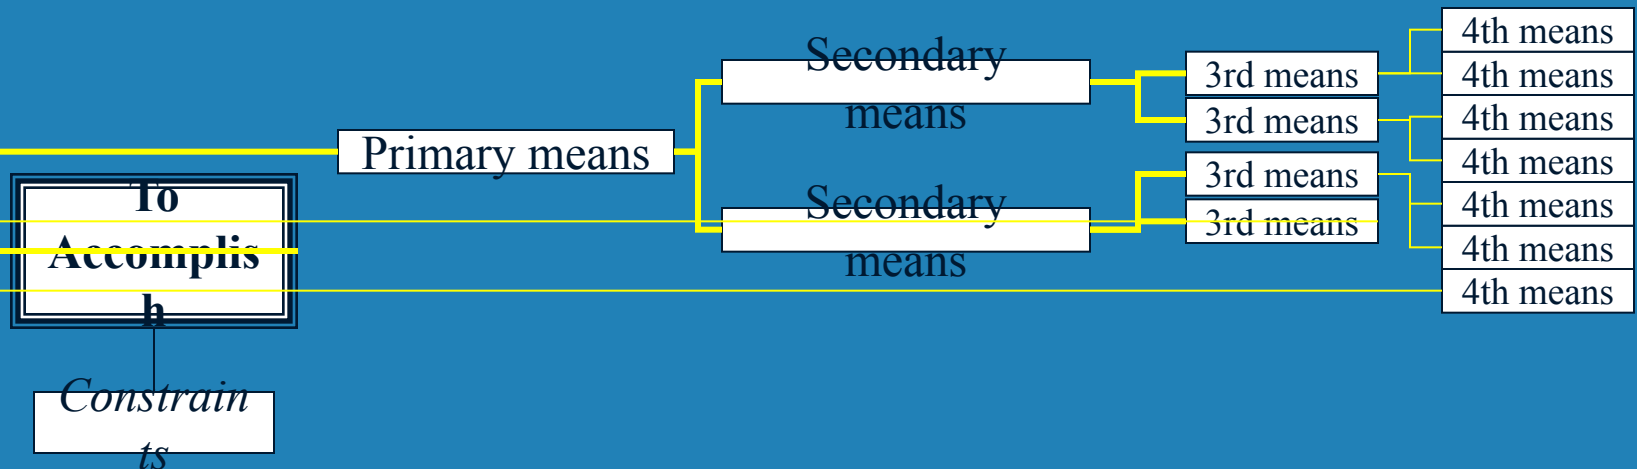 To
Accomplis
h
Constrain
ts
Primary means
Secondary
means
Secondary
means
3rd means
3rd means
3rd means
3rd means
4th means
4th means
4th means
4th means
4th means
4th means
4th means